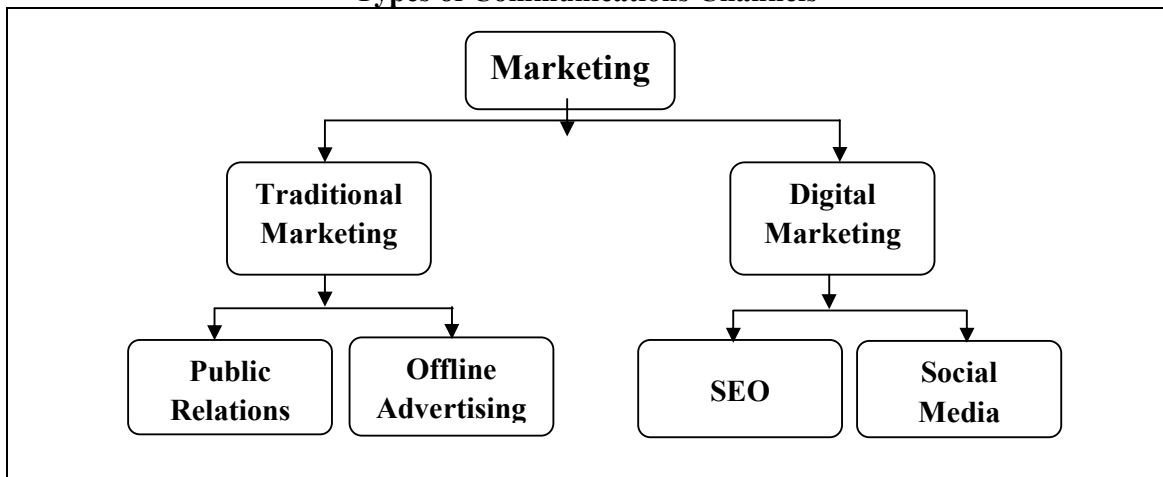 Types of Communications Channels
Marketing
Traditional
Marketing
Digital
Marketing
Public
Relations
Offline
Advertising
SEO
Social
Media